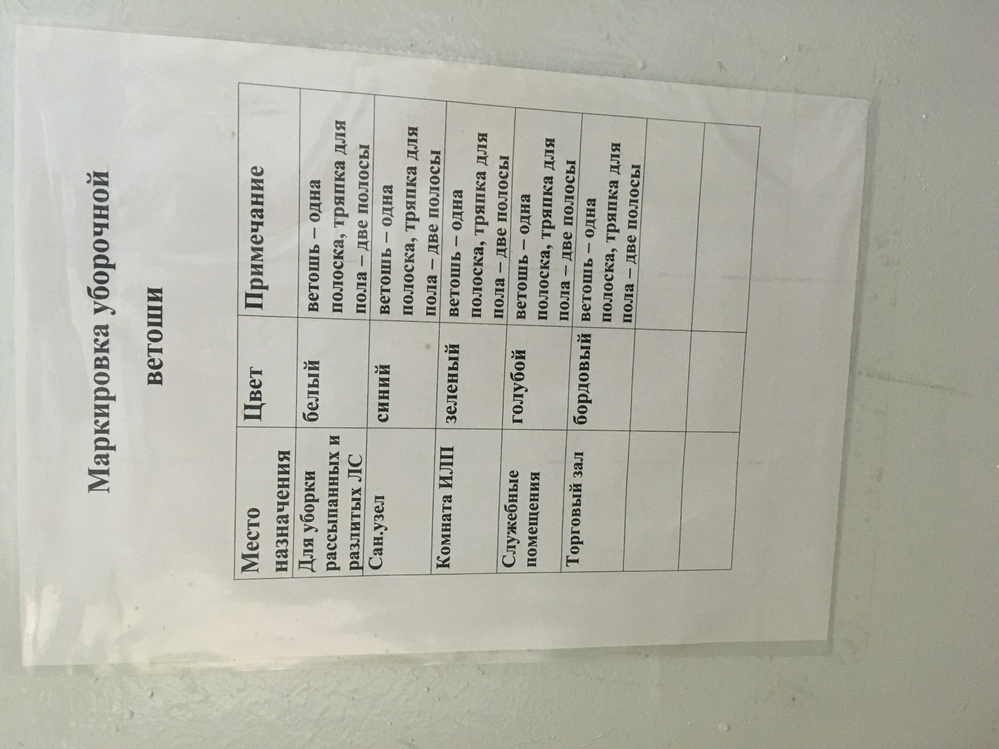 Маркировка уборочной
ветоши
Место
назначения
Цвет
Примечание
Для уборки
рассыпанных и
разлитых ЛС
белый
ветошь – одна
полоска, тряпка для
пола – две полосы
Сан.узел
синий
ветошь – одна
полоска, тряпка для
пола – две полосы
Комната ИЛП
зеленый
ветошь – одна
полоска, тряпка для
пола – две полосы
Служебные
помещения
голубой
ветошь – одна
полоска, тряпка для
пола – две полосы
Торговый зал
бордовый
ветошь – одна
полоска, тряпка для
пола – две полосы